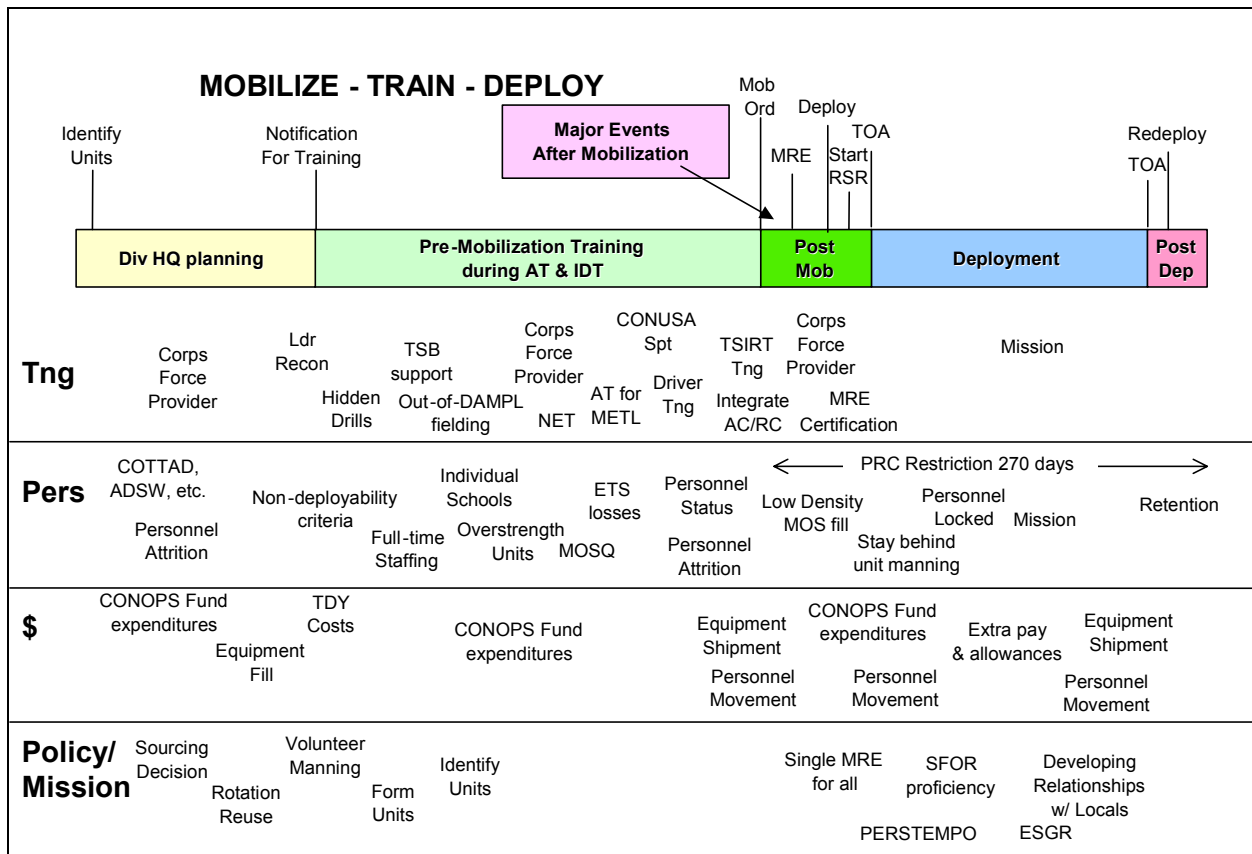 MOBILIZE - TRAIN - DEPLOY
Identify
Units
Notification
For Training
Major Events
After Mobilization
Mob
Ord
MRE
Deploy
Start
RSR
TOA
TOA
Redeploy
Div HQ planning
Pre-Mobilization Training
during AT & IDT
Post
Mob
Deployment
Post
Dep
Tng
Corps
Force
Provider
Ldr
Recon
Hidden
Drills
TSB
support
Out-of-DAMPL
fielding
Corps
Force
Provider
NET
AT for
METL
CONUSA
Spt
Driver
Tng
TSIRT
Tng
Integrate
AC/RC
Corps
Force
Provider
MRE
Certification
Mission
Pers
COTTAD,
ADSW, etc.
Personnel
Attrition
Non-deployability
criteria
Full-time
Staffing
Individual
Schools
Overstrength
Units
ETS
losses
MOSQ
Personnel
Status
Personnel
Attrition
PRC Restriction 270 days
Low Density
MOS fill
Stay behind
unit manning
Personnel
Locked
Mission
Retention
$
CONOPS Fund
expenditures
Equipment
Fill
TDY
Costs
CONOPS Fund
expenditures
Equipment
Shipment
Personnel
Movement
CONOPS Fund
expenditures
Personnel
Movement
Extra pay
& allowances
Equipment
Shipment
Personnel
Movement
Policy/
Mission
Sourcing
Decision
Rotation
Reuse
Volunteer
Manning
Form
Units
Identify
Units
Single MRE
for all
SFOR
proficiency
PERSTEMPO
Developing
Relationships
w/ Locals
ESGR